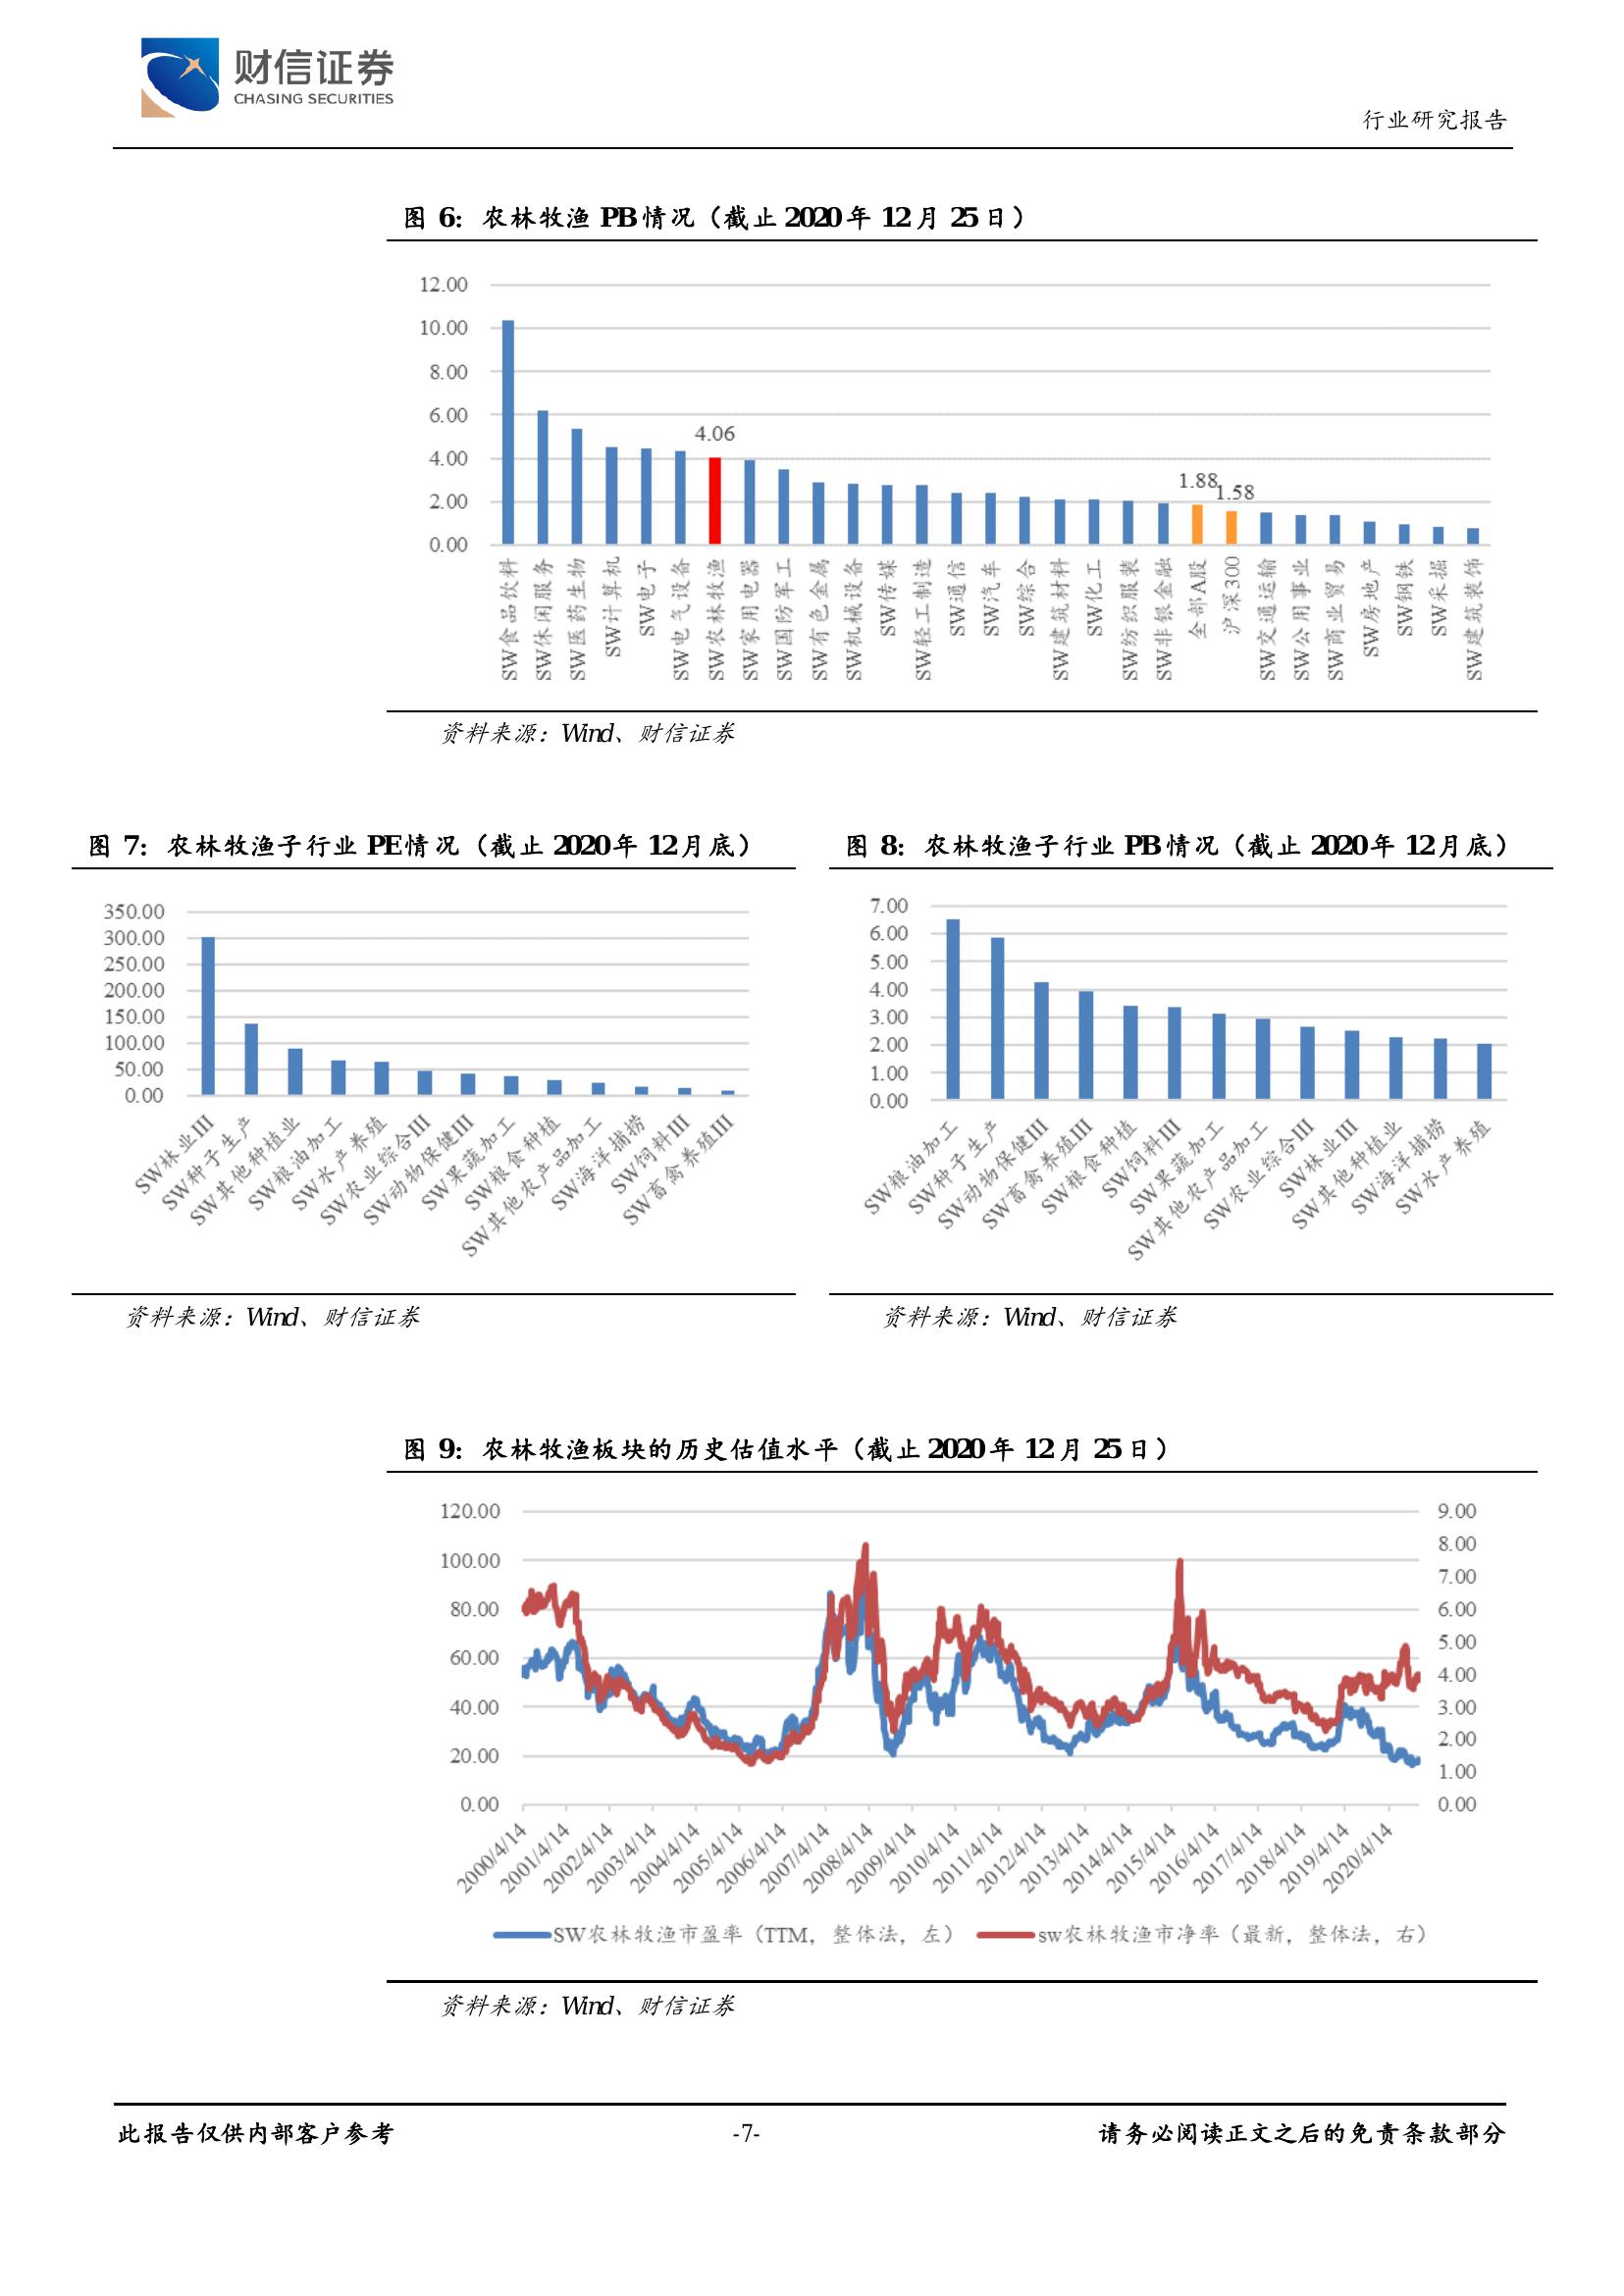 财信证券
CHASING SECURITIES
行业研究报告
图 6：农林牧渔 PB 情况（截止 2020 年 12 月 25 日）
12.00
10.00
8.00
6.00
4.00
2.00
0.00
4.06
1.88
1.58
SW食品饮料
SW休闲服务
SW医药生物
SW计算机
SW电子
SW电气设备
SW农林牧渔
SW家用电器
SW国防军工
SW有色金属
SW机械设备
SW传媒
SW轻工制造
SW通信
SW汽车
SW综合
SW建筑材料
SW化工
SW纺织服装
SW非银金融
全部A股
沪深300
SW交通运输
SW公用事业
SW商业贸易
SW房地产
SW钢铁
SW采掘
SW建筑装饰
资料来源：Wind、财信证券
图 7：农林牧渔子行业 PE 情况（截止 2020 年 12 月底）
350.00
300.00
250.00
200.00
150.00
100.00
50.00
0.00
SW林业III
SW种子生产
SW其他种植业
SW粮油加工
SW水产养殖
SW农业综合III
SW动物保健III
SW果蔬加工
SW粮食种植
SW其他农产品加工
SW海洋捕捞
SW饲料III
SW畜禽养殖III
资料来源：Wind、财信证券
图 8：农林牧渔子行业 PB 情况（截止 2020 年 12 月底）
7.00
6.00
5.00
4.00
3.00
2.00
1.00
0.00
SW粮油加工
SW种子生产
SW动物保健III
SW畜禽养殖III
SW粮食种植
SW饲料III
SW果蔬加工
SW其他农产品加工
SW农业综合III
SW林业III
SW其他种植业
SW海洋捕捞
SW水产养殖
资料来源：Wind、财信证券
图 9：农林牧渔板块的历史估值水平（截止 2020 年 12 月 25 日）
120.00
100.00
80.00
60.00
40.00
20.00
0.00
9.00
8.00
7.00
6.00
5.00
4.00
3.00
2.00
1.00
0.00
2000/4/14
2001/4/14
2002/4/14
2003/4/14
2004/4/14
2005/4/14
2006/4/14
2007/4/14
2008/4/14
2009/4/14
2010/4/14
2011/4/14
2012/4/14
2013/4/14
2014/4/14
2015/4/14
2016/4/14
2017/4/14
2018/4/14
2019/4/14
2020/4/14
SW农林牧渔市盈率（TTM，整体法，左）
sw农林牧渔市净率（最新，整体法，右）
资料来源：Wind、财信证券
此报告仅供内部客户参考
-7-
请务必阅读正文之后的免责条款部分